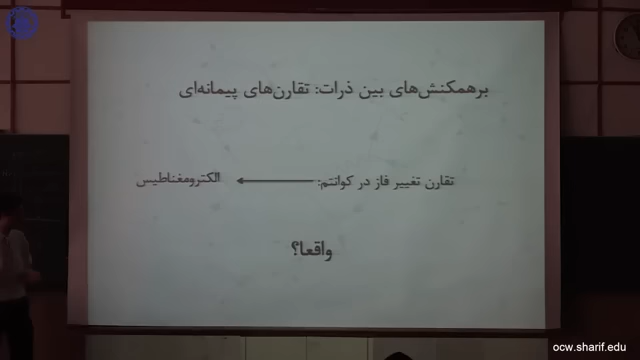 برهمکنش‌های بین ذرات: تقارن‌های پیمانه‌ای
تقارن تغییر فاز در کوانتم: الکترومغناطیس
واقعا؟
ocw.sharif.edu